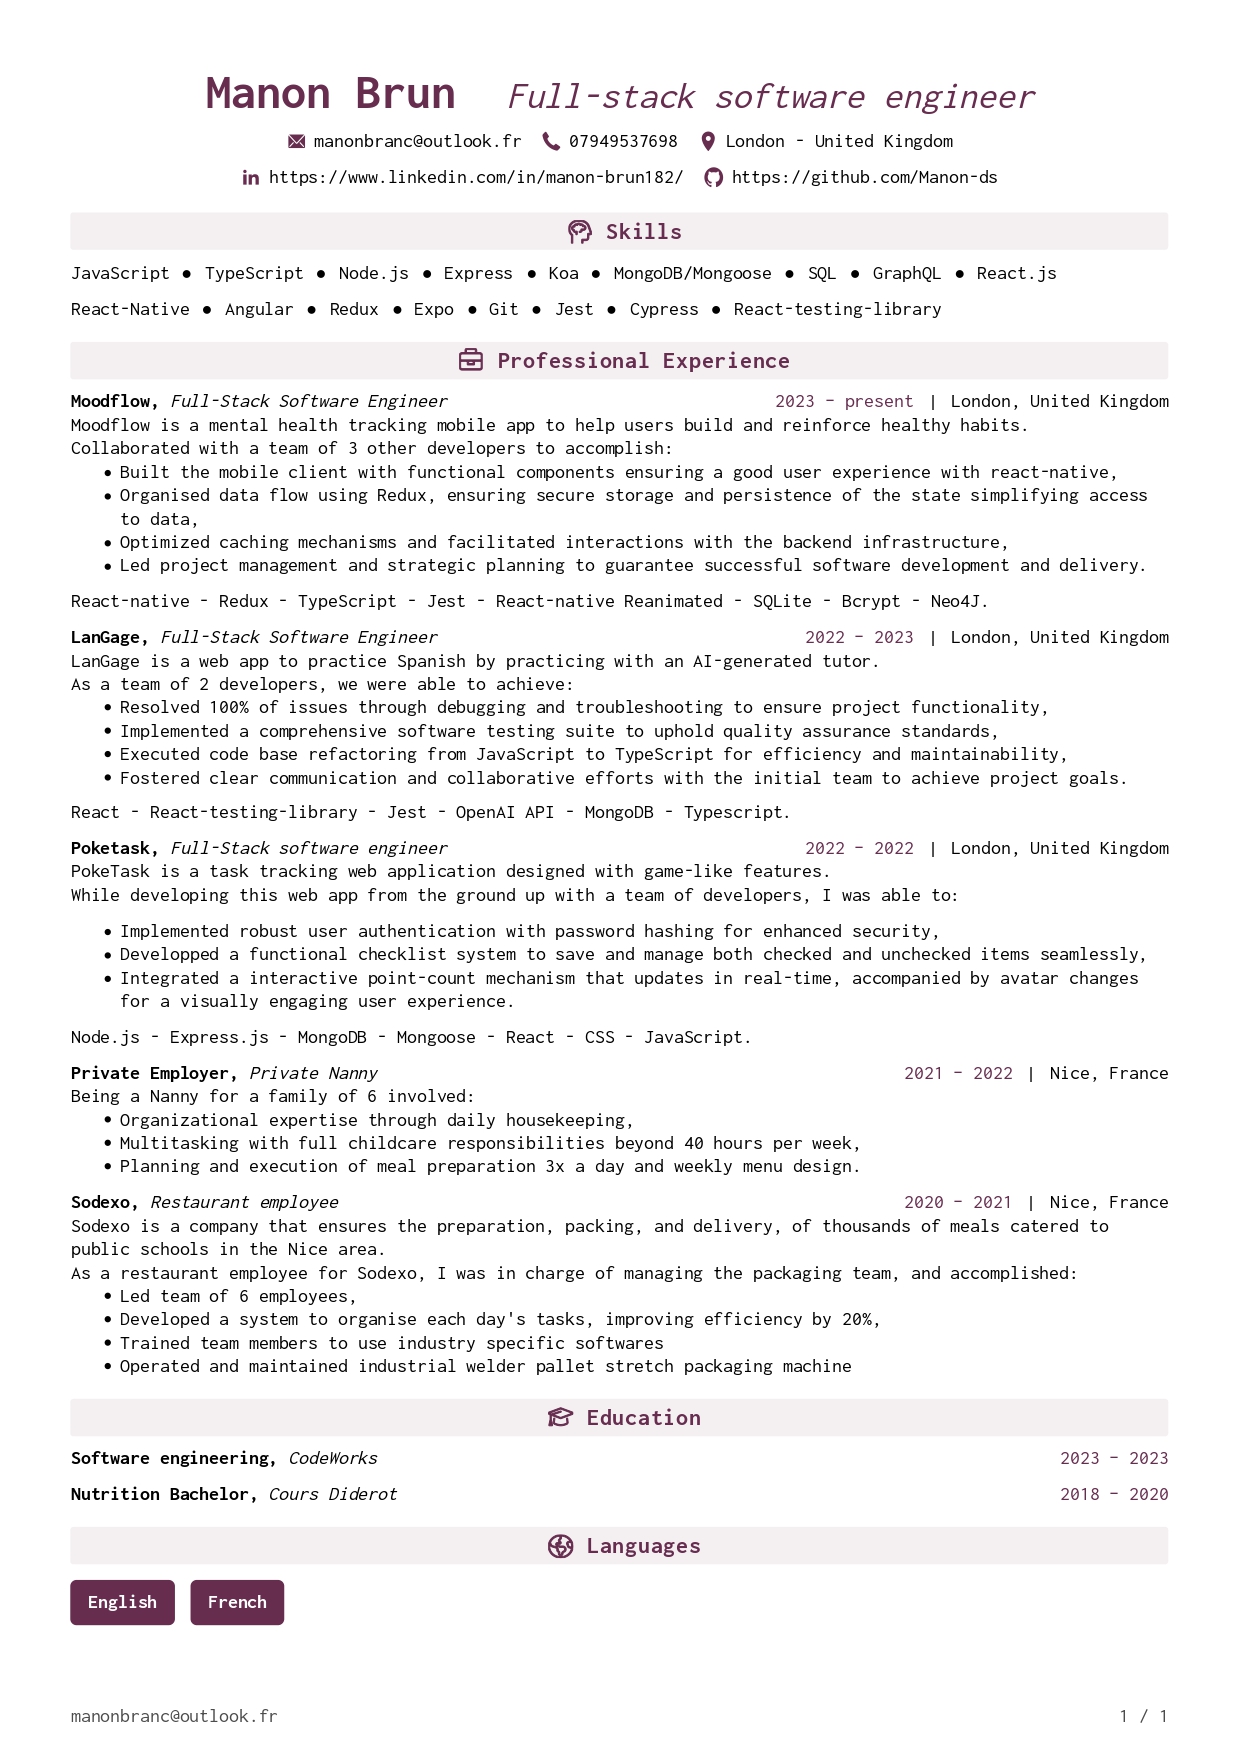 Manon Brun Full-stack software engineer
manonbranc@outlook.fr 07949537698 London - United Kingdom
https://www.linkedin.com/in/manon-brun182/ https://github.com/Manon-ds
Skills
JavaScript ● TypeScript ● Node.js ● Express ● Koa ● MongoDB/Mongoose ● SQL ● GraphQL ● React.js
React-Native ● Angular ● Redux ● Expo ● Git ● Jest ● Cypress ● React-testing-library
Professional Experience
Moodflow, Full-Stack Software Engineer 2023 – present | London, United Kingdom
Moodflow is a mental health tracking mobile app to help users build and reinforce healthy habits.
Collaborated with a team of 3 other developers to accomplish:
• Built the mobile client with functional components ensuring a good user experience with react-native,
• Organised data flow using Redux, ensuring secure storage and persistence of the state simplifying access
to data,
• Optimized caching mechanisms and facilitated interactions with the backend infrastructure,
• Led project management and strategic planning to guarantee successful software development and delivery.
React-native - Redux - TypeScript - Jest - React-native Reanimated - SQLite - Bcrypt - Neo4J.
LanGage, Full-Stack Software Engineer 2022 – 2023 | London, United Kingdom
LanGage is a web app to practice Spanish by practicing with an AI-generated tutor.
As a team of 2 developers, we were able to achieve:
• Resolved 100% of issues through debugging and troubleshooting to ensure project functionality,
• Implemented a comprehensive software testing suite to uphold quality assurance standards,
• Executed code base refactoring from JavaScript to TypeScript for efficiency and maintainability,
• Fostered clear communication and collaborative efforts with the initial team to achieve project goals.
React - React-testing-library - Jest - OpenAI API - MongoDB - Typescript.
Poketask, Full-Stack software engineer 2022 – 2022 | London, United Kingdom
PokeTask is a task tracking web application designed with game-like features.
While developing this web app from the ground up with a team of developers, I was able to:
• Implemented robust user authentication with password hashing for enhanced security,
• Developped a functional checklist system to save and manage both checked and unchecked items seamlessly,
• Integrated a interactive point-count mechanism that updates in real-time, accompanied by avatar changes
for a visually engaging user experience.
Node.js - Express.js - MongoDB - Mongoose - React - CSS - JavaScript.
Private Employer, Private Nanny 2021 – 2022 | Nice, France
Being a Nanny for a family of 6 involved:
• Organizational expertise through daily housekeeping,
• Multitasking with full childcare responsibilities beyond 40 hours per week,
• Planning and execution of meal preparation 3x a day and weekly menu design.
Sodexo, Restaurant employee 2020 – 2021 | Nice, France
Sodexo is a company that ensures the preparation, packing, and delivery, of thousands of meals catered to
public schools in the Nice area.
As a restaurant employee for Sodexo, I was in charge of managing the packaging team, and accomplished:
• Led team of 6 employees,
• Developed a system to organise each day's tasks, improving efficiency by 20%,
• Trained team members to use industry specific softwares
• Operated and maintained industrial welder pallet stretch packaging machine
Education
Software engineering, CodeWorks 2023 – 2023
Nutrition Bachelor, Cours Diderot 2018 – 2020
Languages
English French
manonbranc@outlook.fr 1 / 1